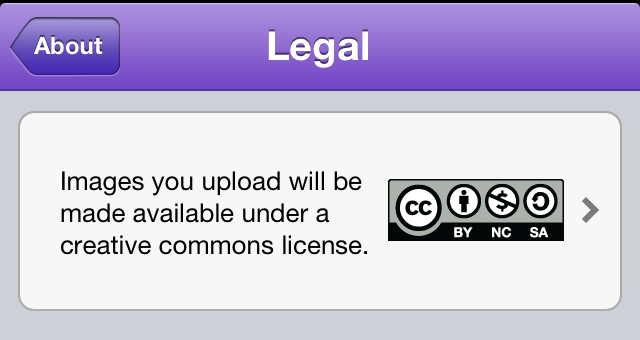 About
Legal
Images you upload will be
made available under a
creative commons license.
cc
BY NC SA